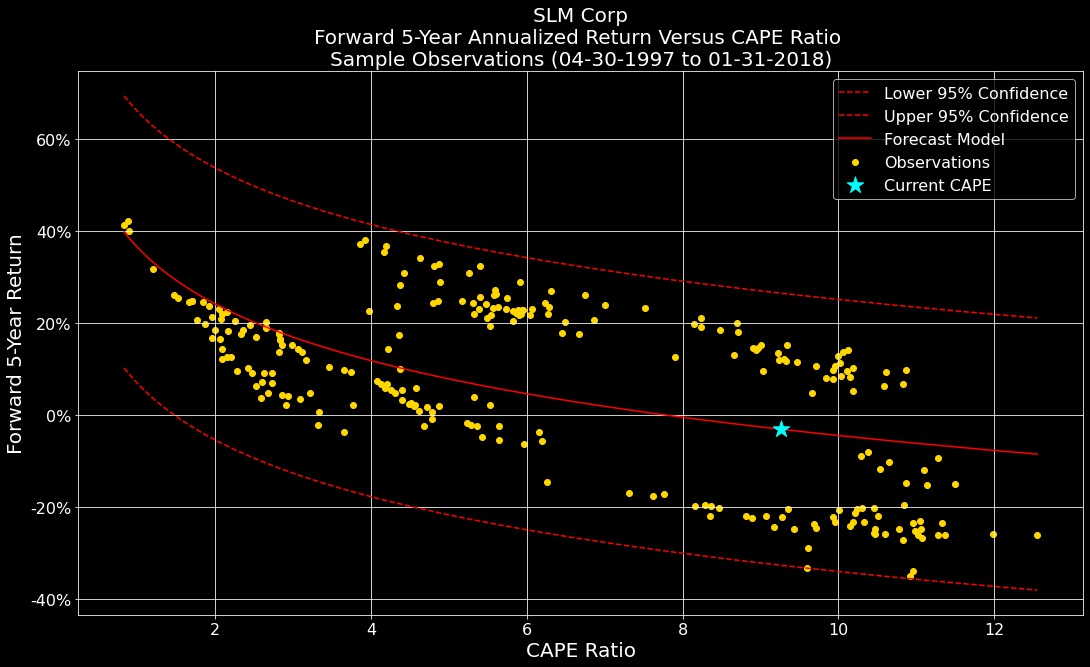 SLM Corp
Forward 5-Year Annualized Return Versus CAPE Ratio
Sample Observations (04-30-1997 to 01-31-2018)
Lower 95% Confidence
Upper 95% Confidence
Forecast Model
Observations
Current CAPE
Forward 5-Year Return
60%
40%
20%
0%
-20%
-40%
2 4 6 8 10 12
CAPE Ratio